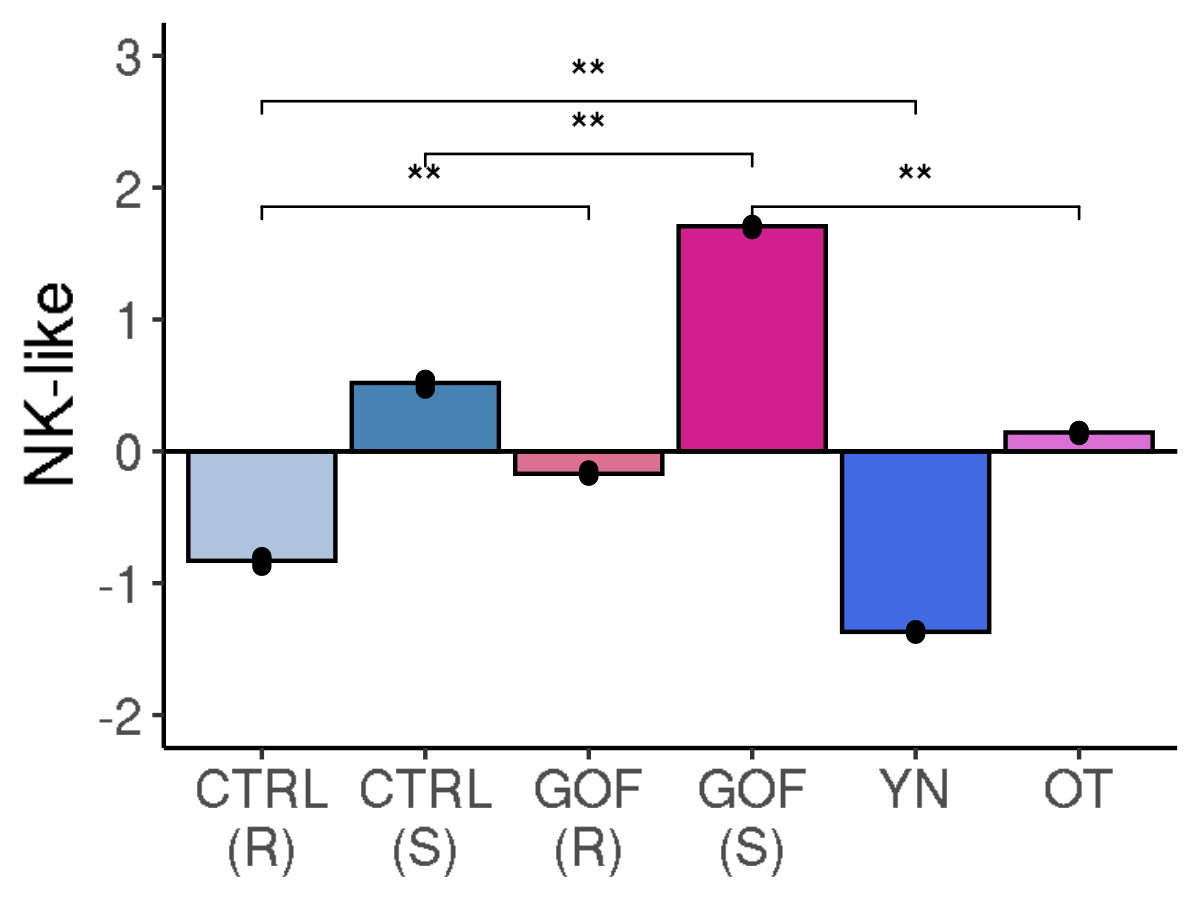 NK-like
3
2
1
0
-1
-2
**
**
**
**
CTRL
(R)
CTRL
(S)
GOF
(R)
GOF
(S)
YN
OT